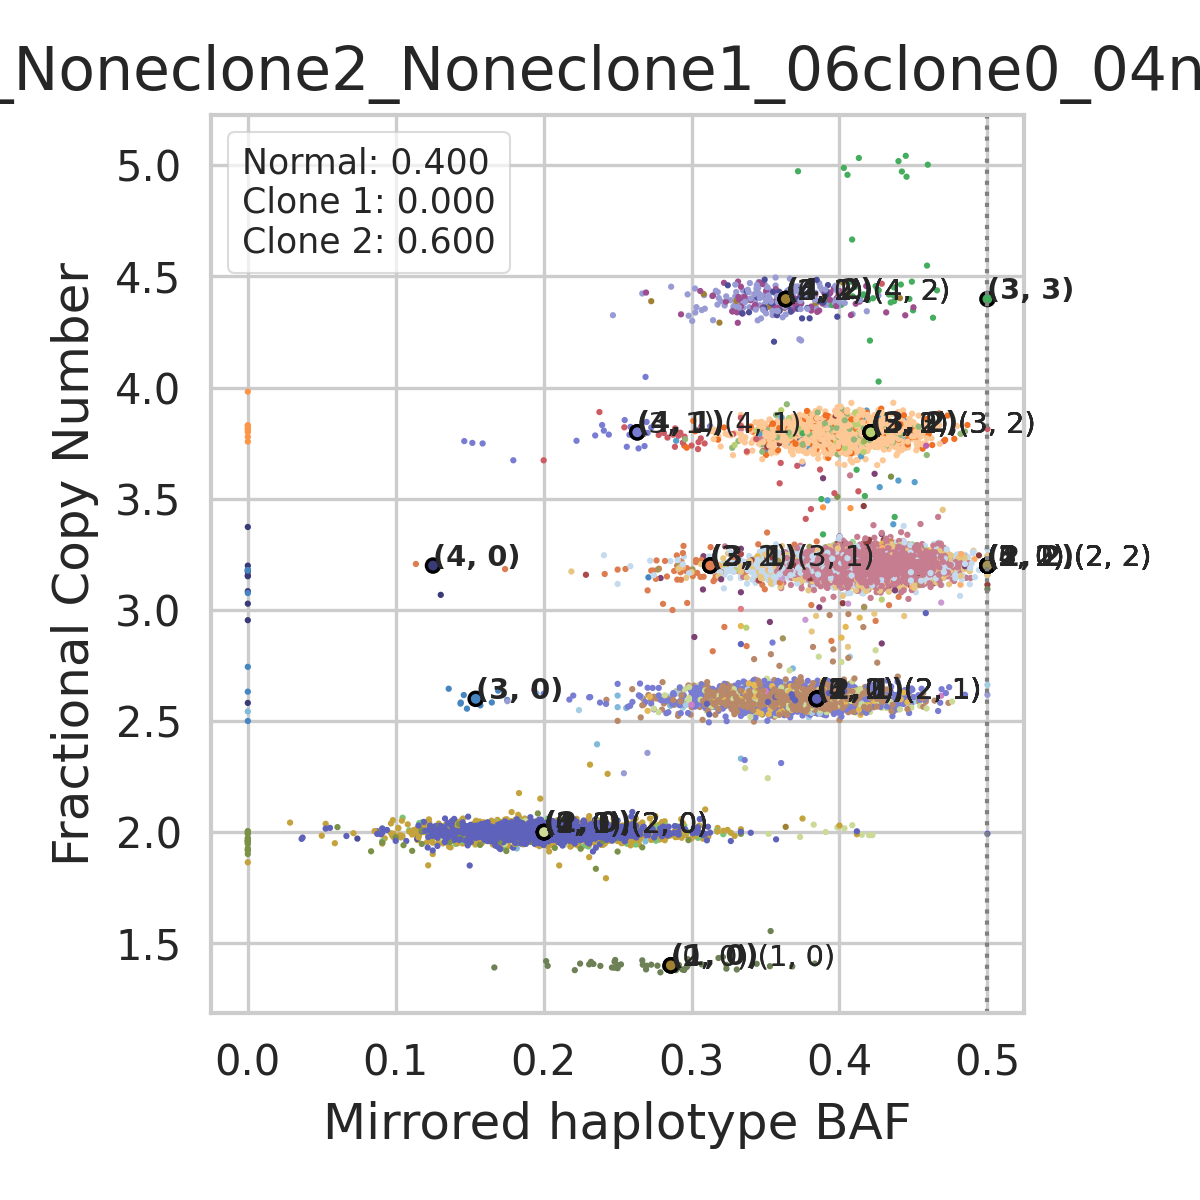 _Noneclone2_Noneclone1_06clone0_04n
Normal: 0.400
Clone 1: 0.000
Clone 2: 0.600
5.0
4.5
4.0
3.5
3.0
2.5
2.0
1.5
Fractional Copy Number
(4, 2)
(3, 3)
(4, 1)
(3, 2)
(4, 0)
(3, 1)
(2, 2)
(3, 0)
(2, 1)
(2, 0)
(1, 0)
0.0 0.1 0.2 0.3 0.4 0.5
Mirrored haplotype BAF